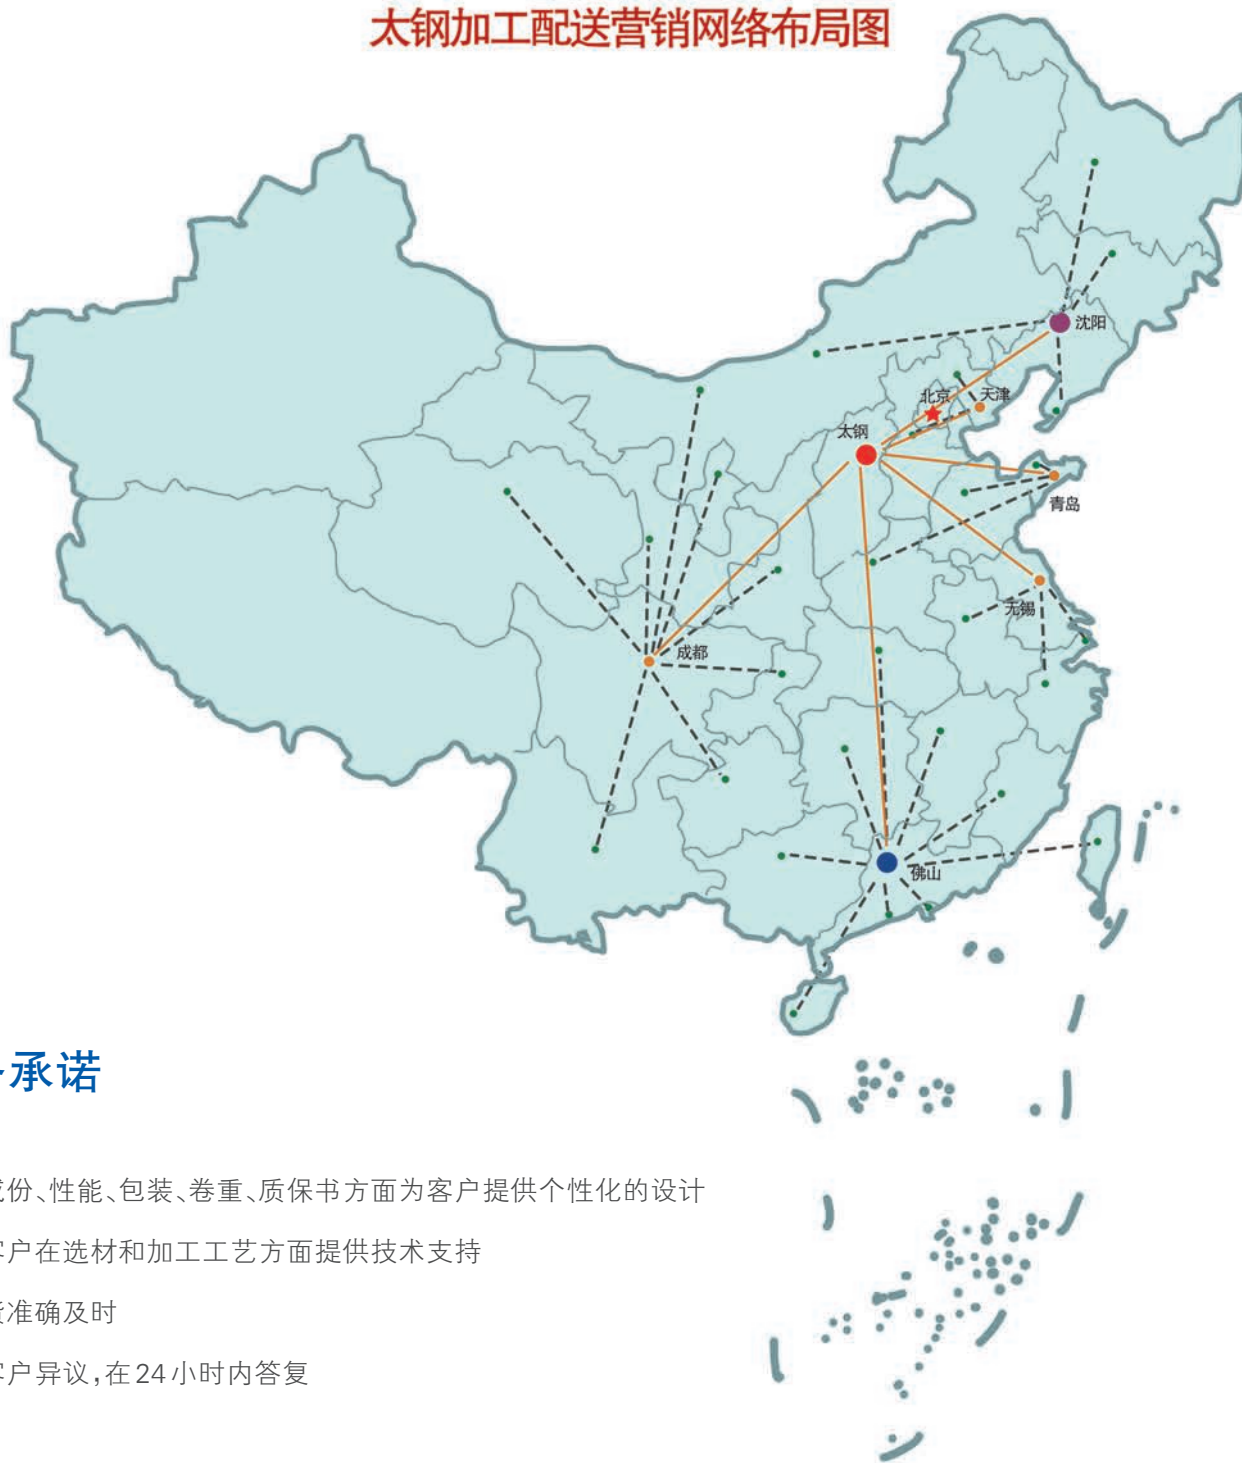 太钢加工配送营销网络布局图
沈阳
北京
天津
太钢
青岛
无锡
成都
佛山
承诺
份、性能、包装、卷重、质保书方面为客户提供个性化的设计
户在选材和加工工艺方面提供技术支持
准确及时
户异议,在24小时内答复